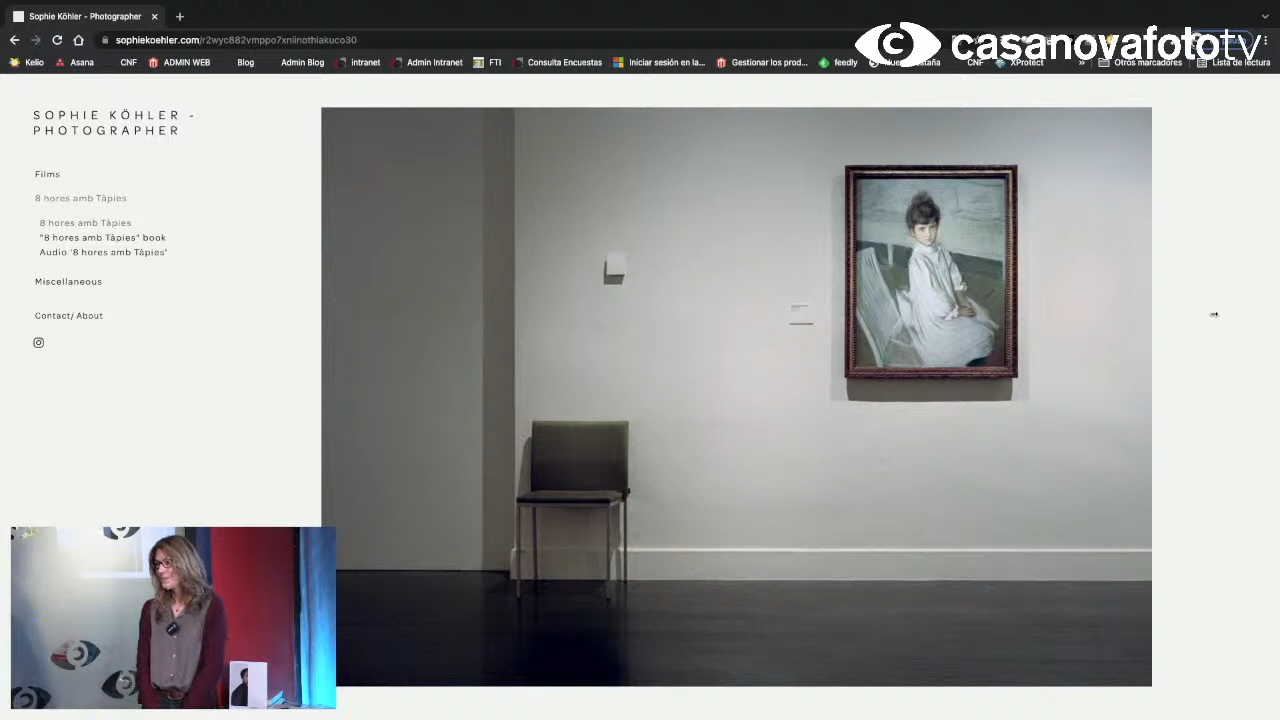 Sophie Köhler - Photographer
sophiekoehler.com/r2wyc882vmppo7xniinothiakuco30
casanovafototv
Kelio Asana CNF ADMIN WEB Blog Admin Blog intranet Admin Intranet FTI Consulta Encuestas Iniciar sesión en la... Gestionar los prod... feedly CNF XProtect » Otros marcadores Lista de lectura
SOPHIE KÖHLER -
PHOTOGRAPHER
Films
8 hores amb Tàpies
8 hores amb Tàpies
"8 hores amb Tàpies" book
Audio '8 hores amb Tàpies'
Miscellaneous
Contact/ About